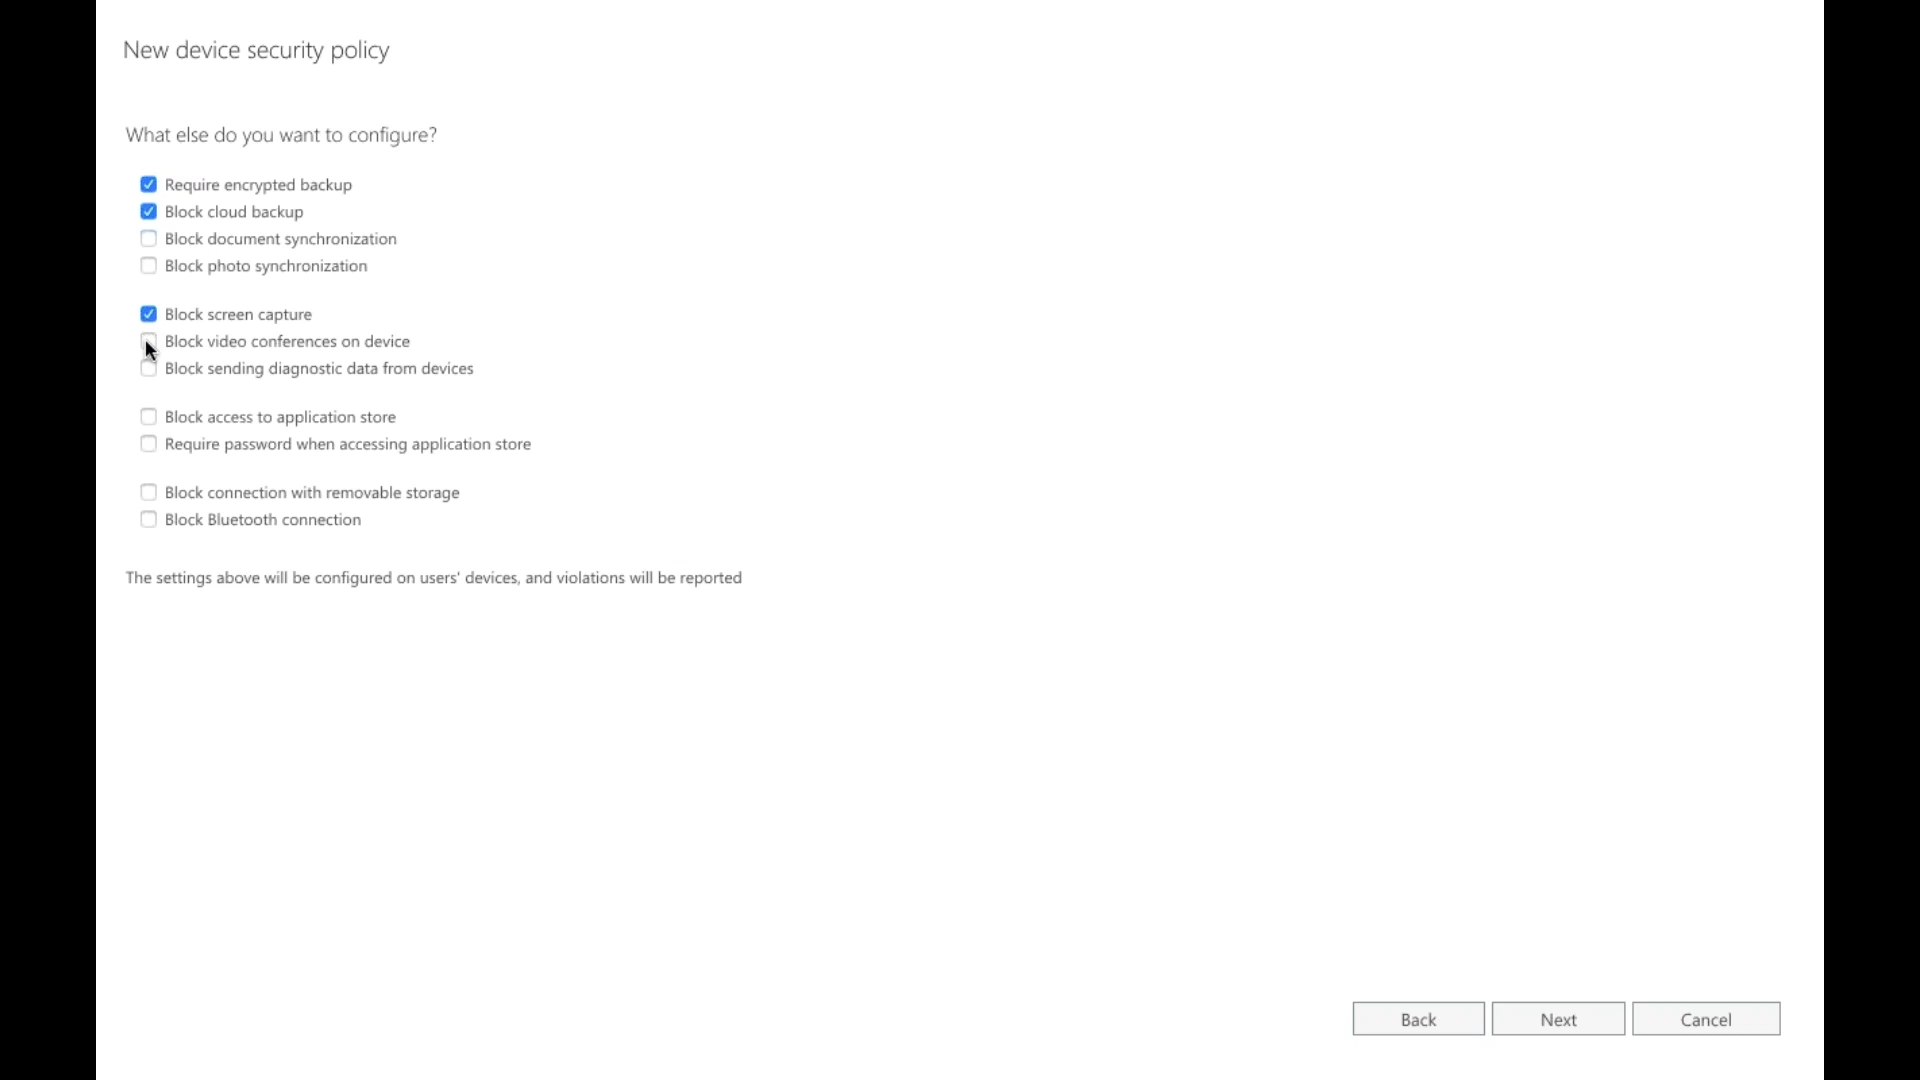 New device security policy
What else do you want to configure?
Require encrypted backup
Block cloud backup
Block document synchronization
Block photo synchronization
Block screen capture
Block video conferences on device
Block sending diagnostic data from devices
Block access to application store
Require password when accessing application store
Block connection with removable storage
Block Bluetooth connection
The settings above will be configured on users' devices, and violations will be reported
Back Next Cancel